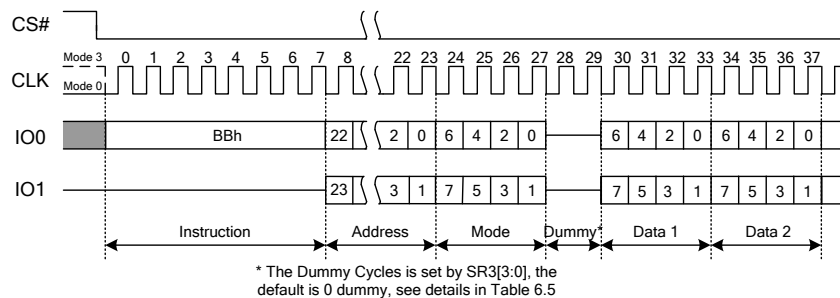 CS#
Mode 3 0 1 2 3 4 5 6 7 8 22 23 24 25 26 27 28 29 30 31 32 33 34 35 36 37
CLK
Mode 0
IO0 BBh 22 2 0 6 4 2 0 6 4 2 0 6 4 2 0
IO1 23 3 1 7 5 3 1 7 5 3 1 7 5 3 1
Instruction Address Mode Dummy* Data 1 Data 2
* The Dummy Cycles is set by SR3[3:0], the
default is 0 dummy, see details in Table 6.5